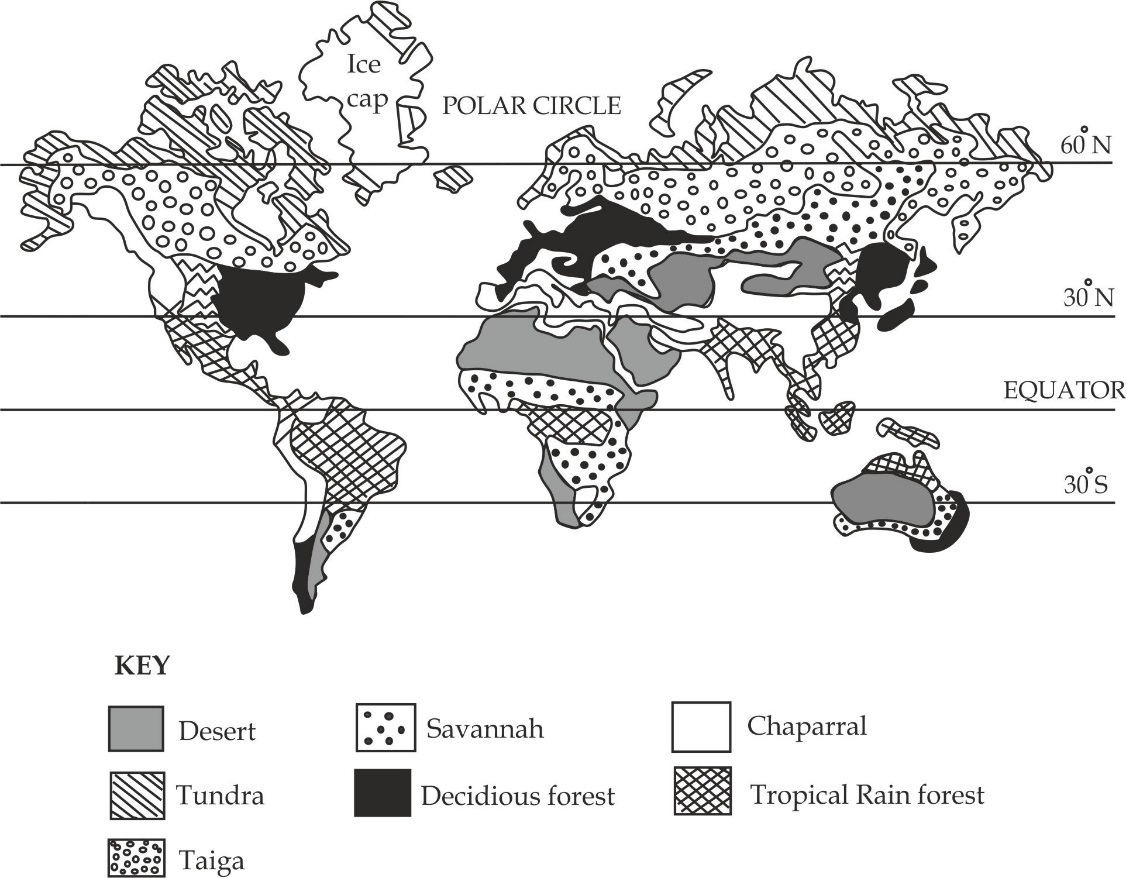 Ice
cap
POLAR CIRCLE
60°N
30°N
EQUATOR
30°S
KEY
Desert
Savannah
Chaparral
Tundra
Decidious forest
Tropical Rain forest
Taiga